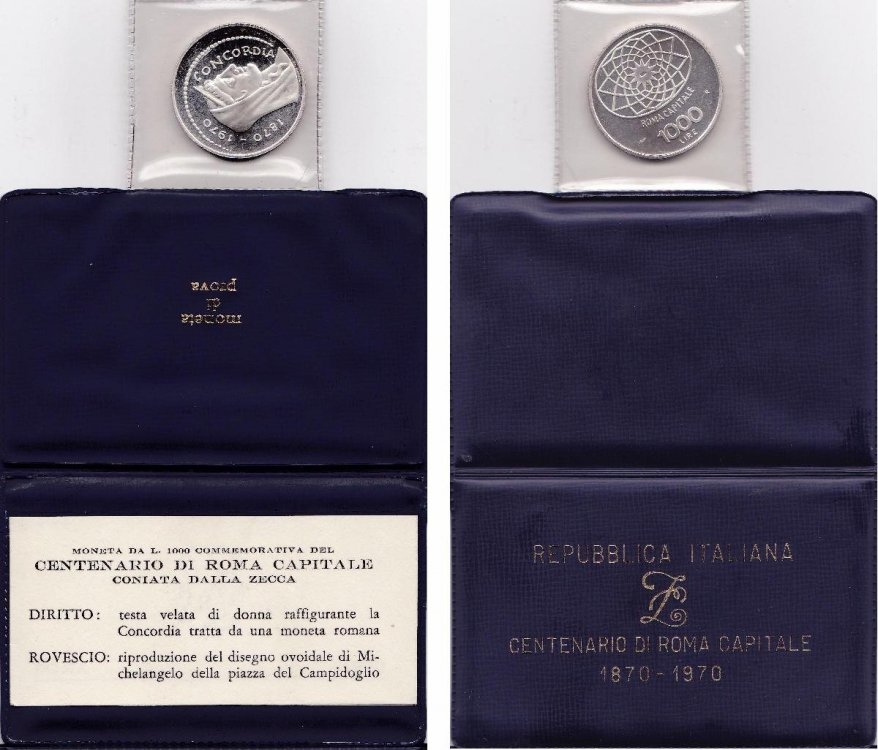 CONCORDIA
1870-1970
ROMA CAPITALE
1000
LIRE
moneta
di
prova
MONETA DA L. 1000 COMMEMORATIVA DEL
CENTENARIO DI ROMA CAPITALE
CONIATA DALLA ZECCA
DIRITTO: testa velata di donna raffigurante la
Concordia tratta da una moneta romana
ROVESCIO: riproduzione del disegno ovoidale di Mi-
chelangelo della piazza del Campidoglio
REPUBBLICA ITALIANA
Z
CENTENARIO DI ROMA CAPITALE
1870-1970